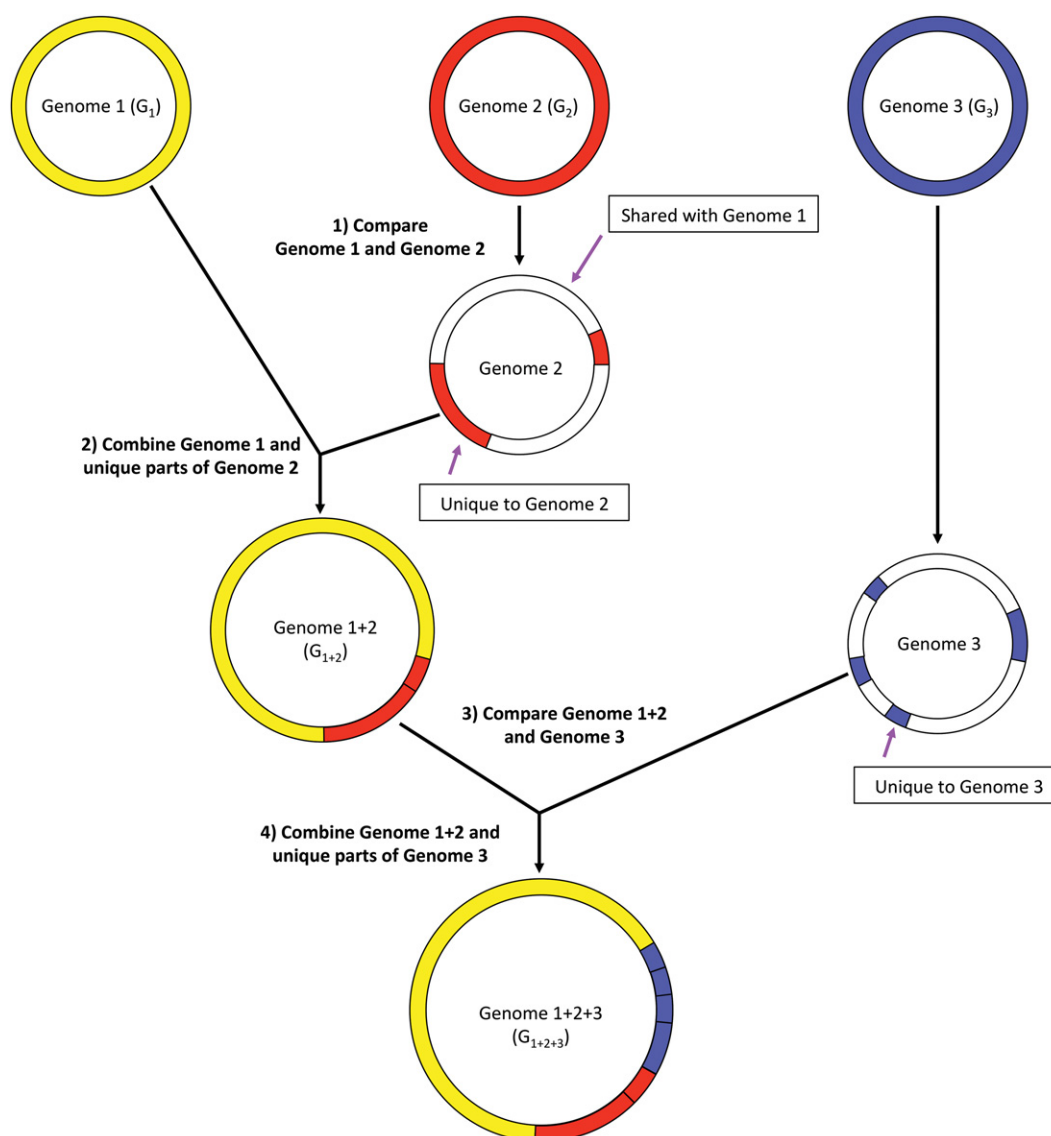 Genome 1 (G₁)
Genome 2 (G₂)
Genome 3 (G₃)
Shared with Genome 1
1) Compare
Genome 1 and Genome 2
Genome 2
2) Combine Genome 1 and
unique parts of Genome 2
Unique to Genome 2
Genome 1+2
(G₁₊₂)
Genome 3
3) Compare Genome 1+2
and Genome 3
Unique to Genome 3
4) Combine Genome 1+2 and
unique parts of Genome 3
Genome 1+2+3
(G₁₊₂₊₃)